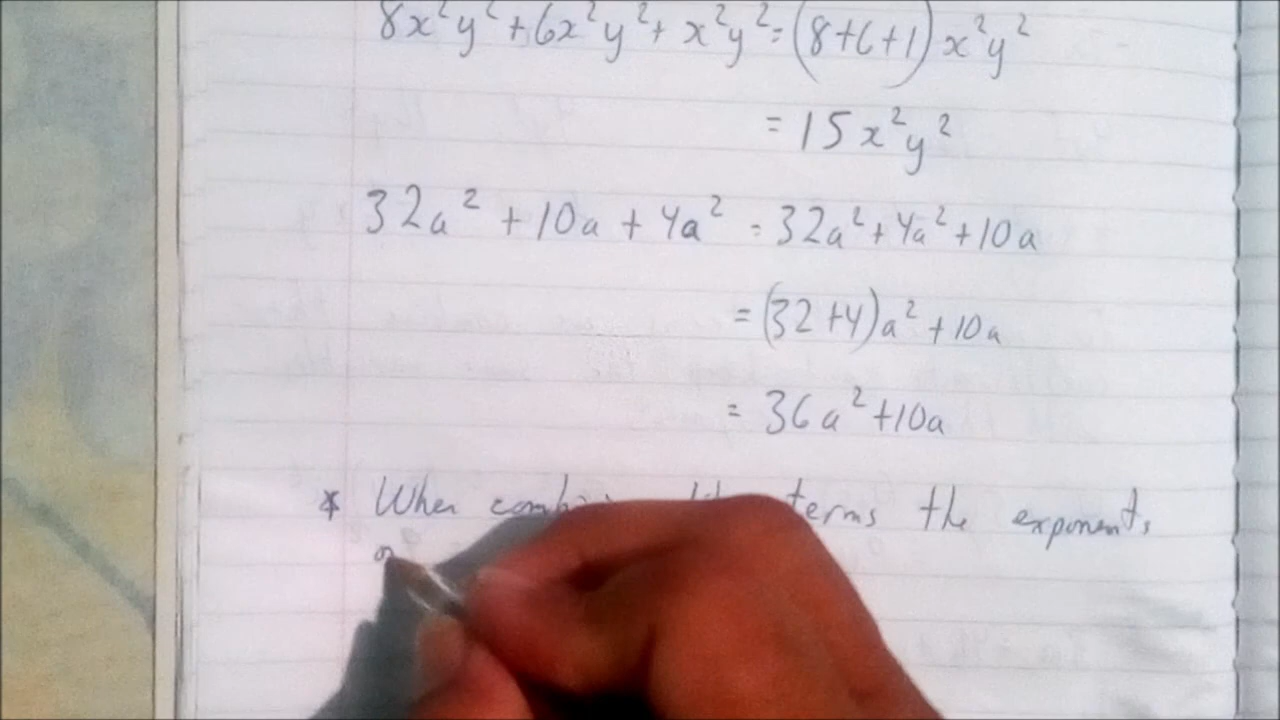 8x²y² + 6x²y² + x²y² = (8+6+1) x²y²
= 15x²y²
32a² + 10a + 4a² = 32a² + 4a² + 10a
= (32+4)a² + 10a
= 36a² + 10a
* When terms the exponents